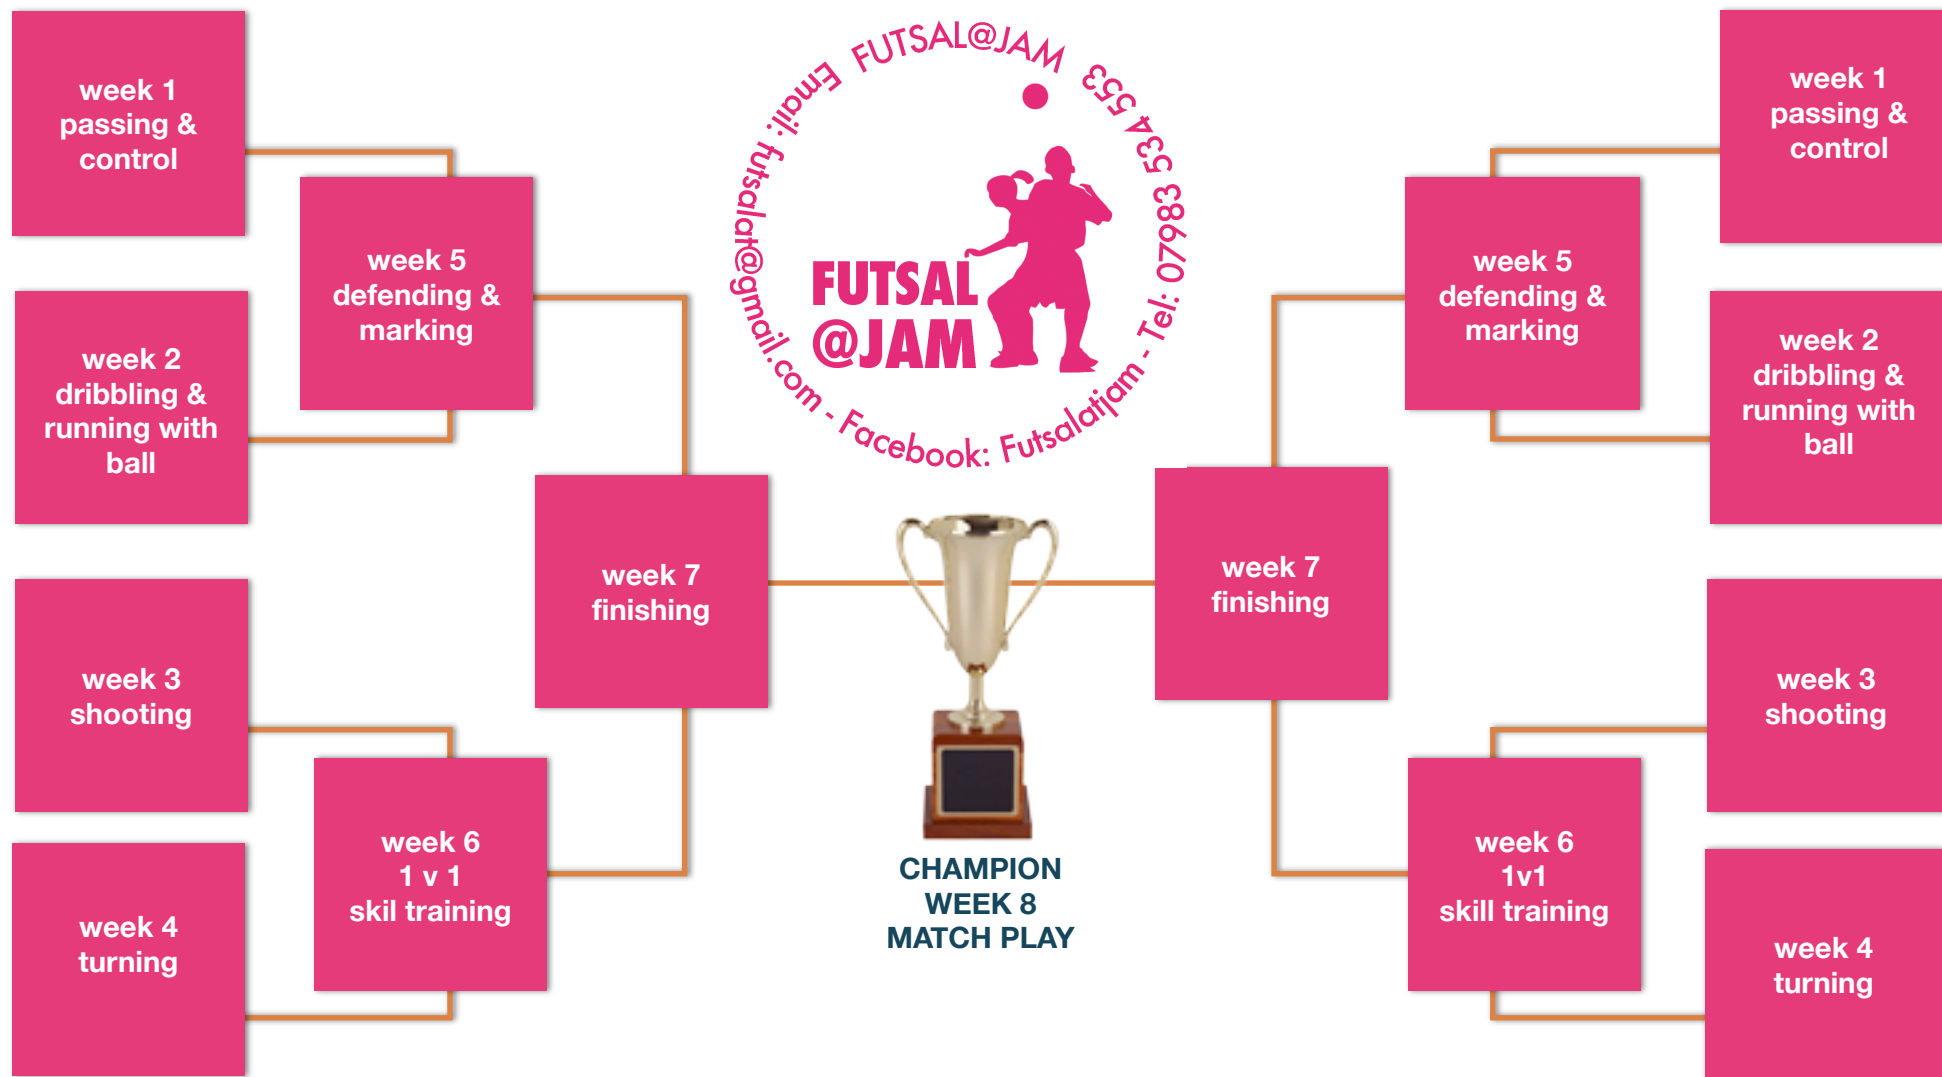 week 1
passing &
control
week 2
dribbling &
running with
ball
week 3
shooting
week 4
turning
week 5
defending &
marking
week 6
1 v 1
skil training
week 7
finishing
FUTSAL@JAM
Email: futsalat@gmail.com - Facebook: Futsalatjam - Tel: 07983 534 553
FUTSAL
@JAM
CHAMPION
WEEK 8
MATCH PLAY
week 7
finishing
week 5
defending &
marking
week 6
1v1
skill training
week 1
passing &
control
week 2
dribbling &
running with
ball
week 3
shooting
week 4
turning